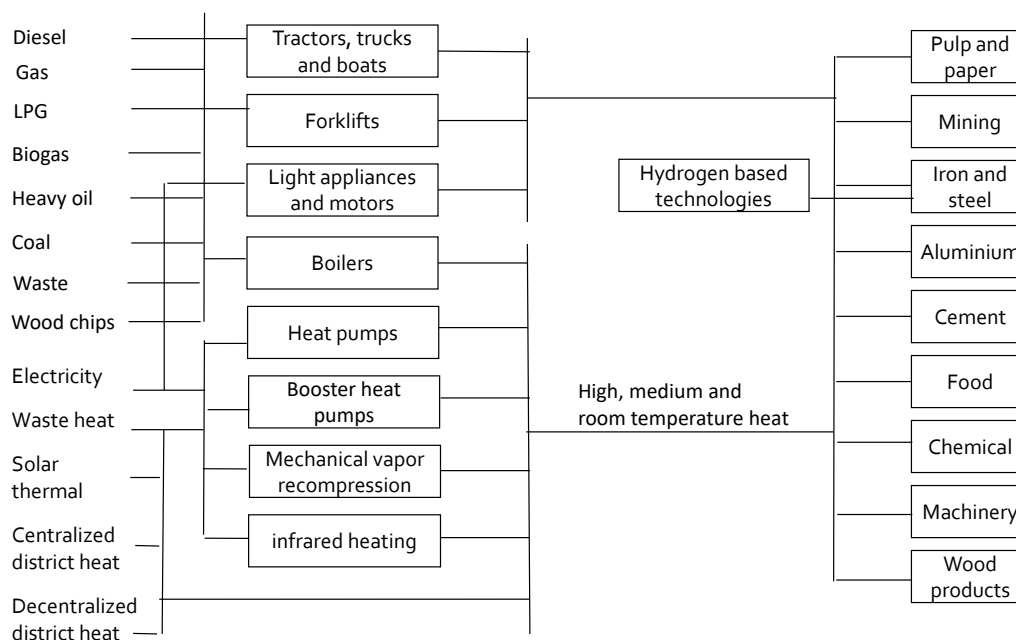 Diesel
Gas
LPG
Biogas
Heavy oil
Coal
Waste
Wood chips
Electricity
Waste heat
Solar
thermal
Centralized
district heat
Decentralized
district heat
Tractors, trucks
and boats
Forklifts
Light appliances
and motors
Boilers
Heat pumps
Booster heat
pumps
Mechanical vapor
recompression
infrared heating
High, medium and
room temperature heat
Hydrogen based
technologies
Pulp and
paper
Mining
Iron and
steel
Aluminium
Cement
Food
Chemical
Machinery
Wood
products